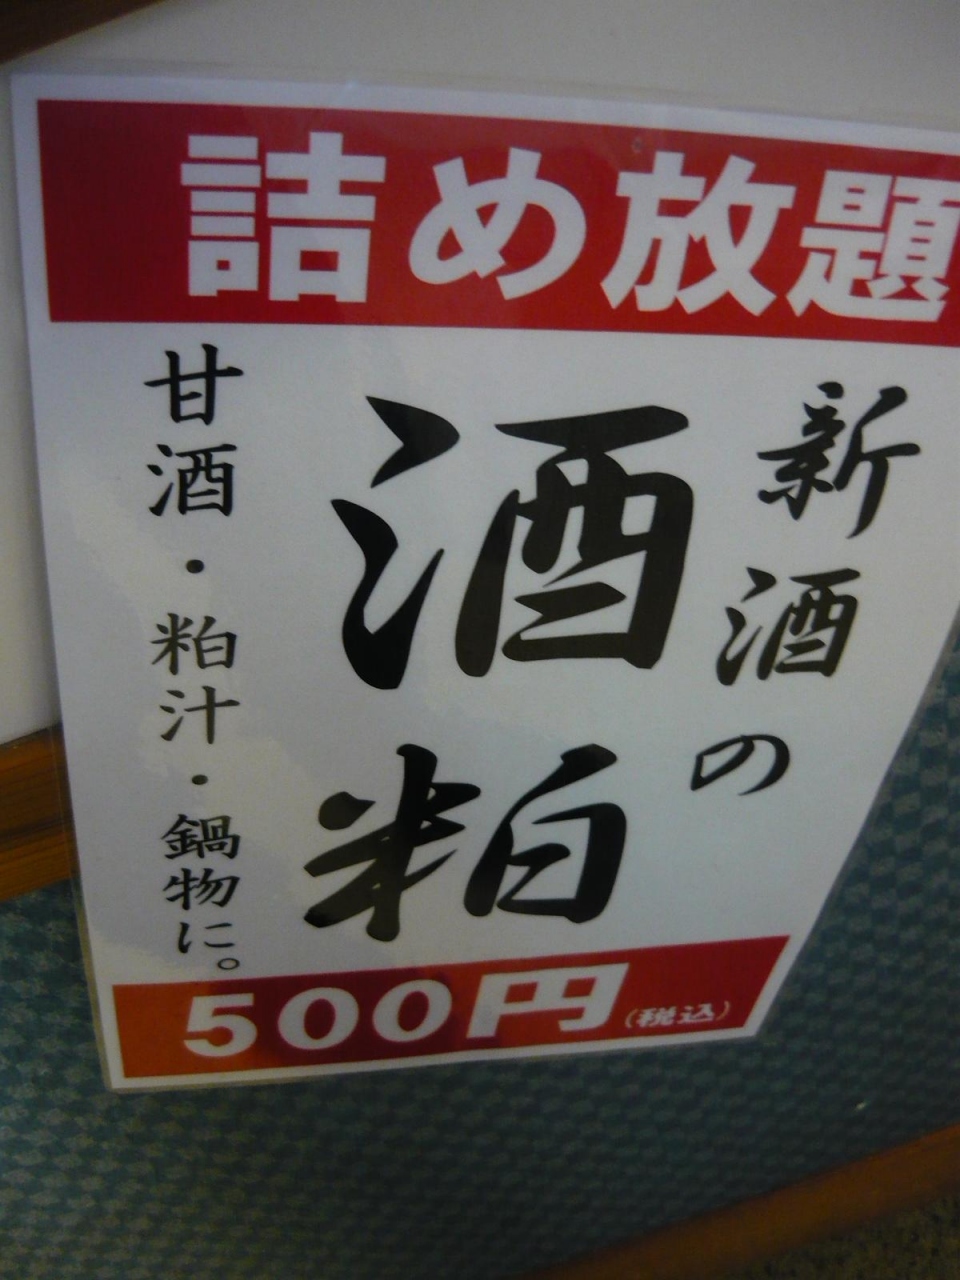 詰め放題
新酒の
酒粕
甘酒・粕汁・鍋物に。
500円(税込)